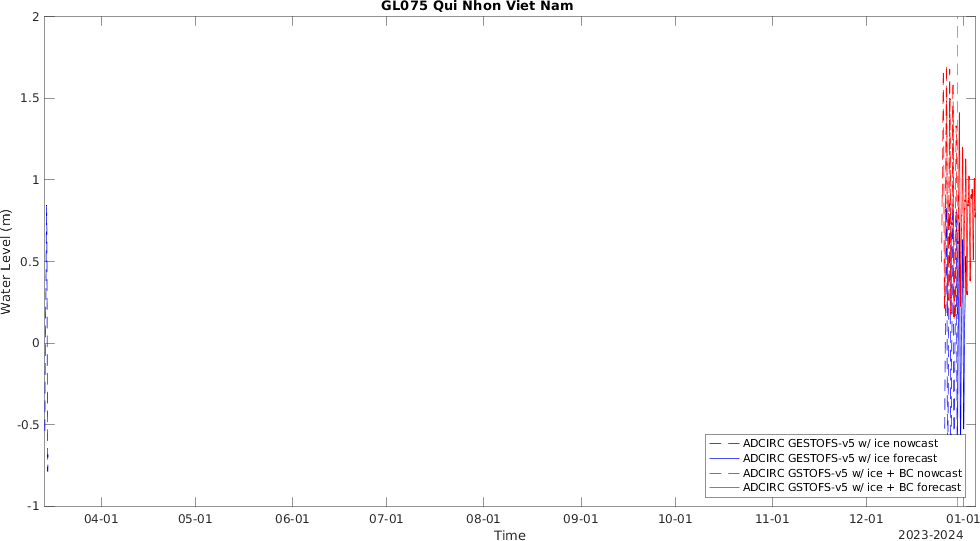 GL075 Qui Nhon Viet Nam
2
1.5
1
0.5
0
-0.5
-1
Water Level (m)
04-01 05-01 06-01 07-01 08-01 09-01 10-01 11-01 12-01 01-01
Time
2023-2024
ADCIRC GESTOFS-v5 w/ ice nowcast
ADCIRC GESTOFS-v5 w/ ice forecast
ADCIRC GSTOFS-v5 w/ ice + BC nowcast
ADCIRC GSTOFS-v5 w/ ice + BC forecast